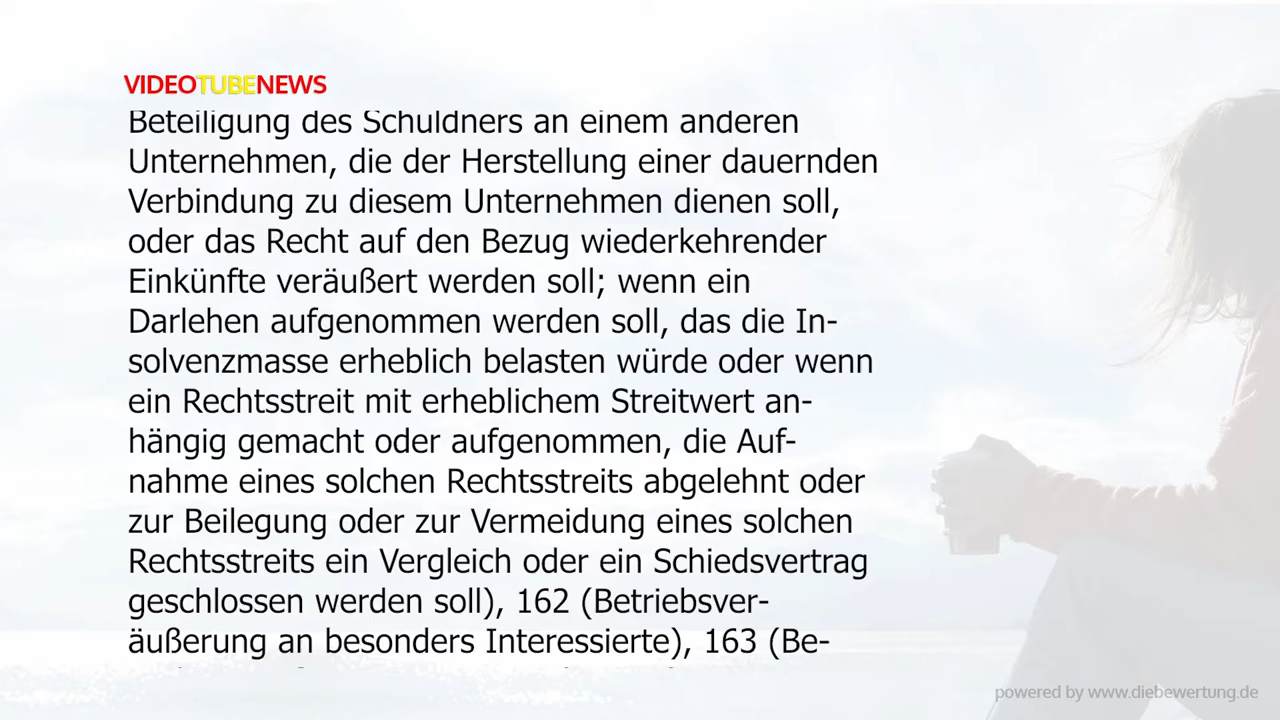 VIDEOTUBENEWS
Beteiligung des Schuldners an einem anderen
Unternehmen, die der Herstellung einer dauernden
Verbindung zu diesem Unternehmen dienen soll,
oder das Recht auf den Bezug wiederkehrender
Einkünfte veräußert werden soll; wenn ein
Darlehen aufgenommen werden soll, das die In-
solvenzmasse erheblich belasten würde oder wenn
ein Rechtsstreit mit erheblichem Streitwert an-
hängig gemacht oder aufgenommen, die Auf-
nahme eines solchen Rechtsstreits abgelehnt oder
zur Beilegung oder zur Vermeidung eines solchen
Rechtsstreits ein Vergleich oder ein Schiedsvertrag
geschlossen werden soll), 162 (Betriebsver-
äußerung an besonders Interessierte), 163 (Be-
powered by www.diebewertung.de